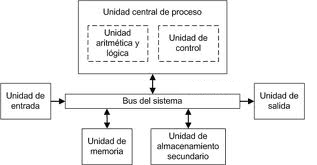 Unidad central de proceso
Unidad
aritmética y
lógica
Unidad
de control
Unidad de
entrada
Bus del sistema
Unidad de
salida
Unidad
de memoria
Unidad de
almacenamiento
secundario